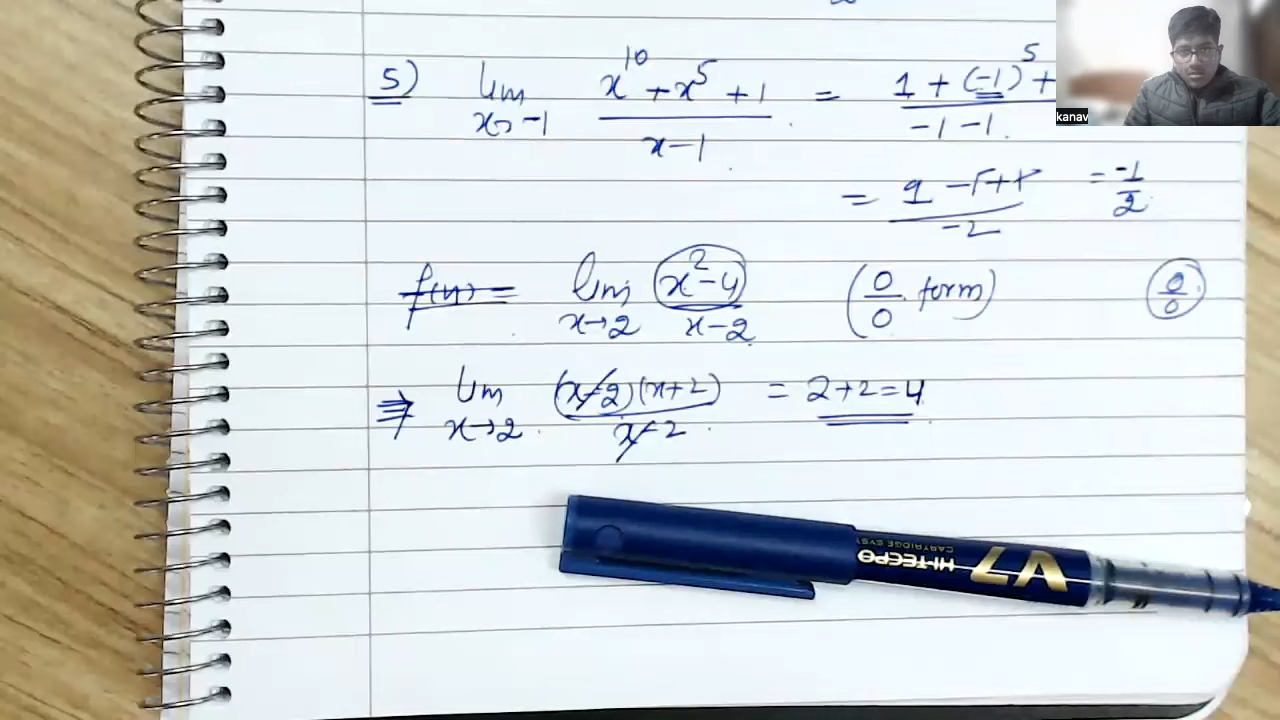 5) lim x→-1 x^10 + x^5 + 1 / x-1 = 1 + (-1)^5 + / -1 -1
= 1 -1 +1 / -2 = -1/2
f(x) = lim x→2 x^2-4 / x-2 (0/0 form) 0/0
⇒ lim x→2 (x-2)(x+2) / x-2 = 2+2=4
V7
HI-TECPO
CARTRIDGE SYS
kanav